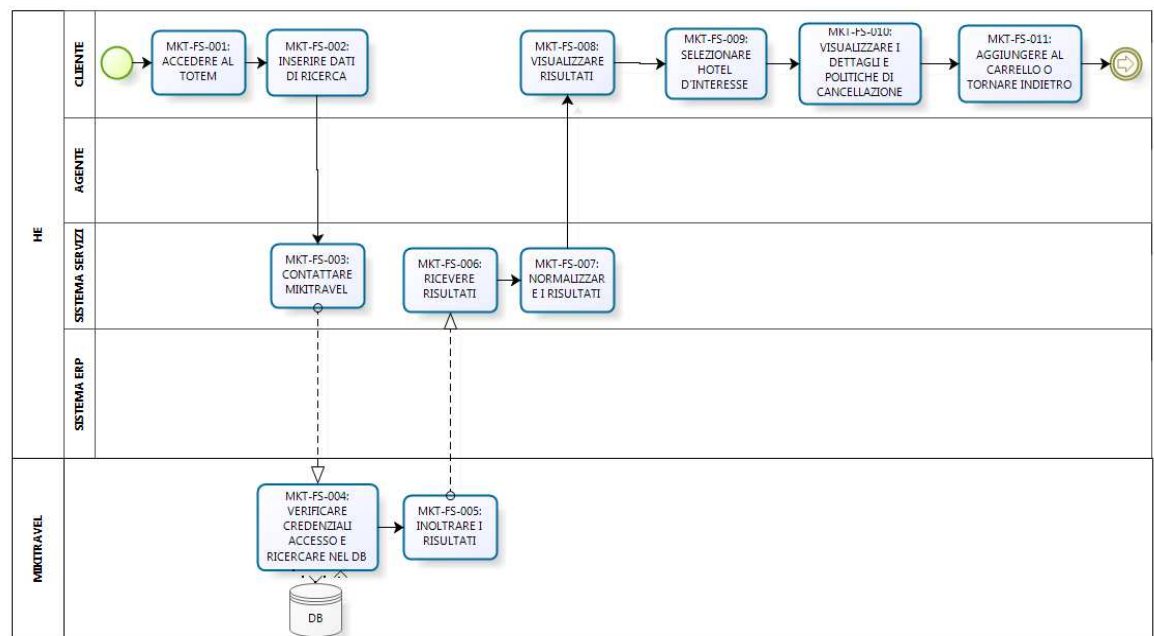 HE
CLIENTE
MKT-FS-001:
ACCEDERE AL
TOTEM
MKT-FS-002:
INSERIRE DATI
DI RICERCA
MKT-FS-008:
VISUALIZZARE
RISULTATI
MKT-FS-009:
SELEZIONARE
HOTEL
D'INTERESSE
MKT-FS-010:
VISUALIZZARE I
DETTAGLI E
POLITICHE DI
CANCELLAZIONE
MKT-FS-011:
AGGIUNGERE AL
CARRELLO O
TORNARE INDIETRO
AGENTE
SISTEMA SERVIZI
MKT-FS-003:
CONTATTARE
MIKITRAVEL
MKT-FS-006:
RICEVERE
RISULTATI
MKT-FS-007:
NORMALIZZAR
E I RISULTATI
SISTEMA ERP
MIKITRAVEL
MKT-FS-004:
VERIFICARE
CREDENZIALI
ACCESSO E
RICERCARE NEL DB
MKT-FS-005:
INOLTRARE I
RISULTATI
DB